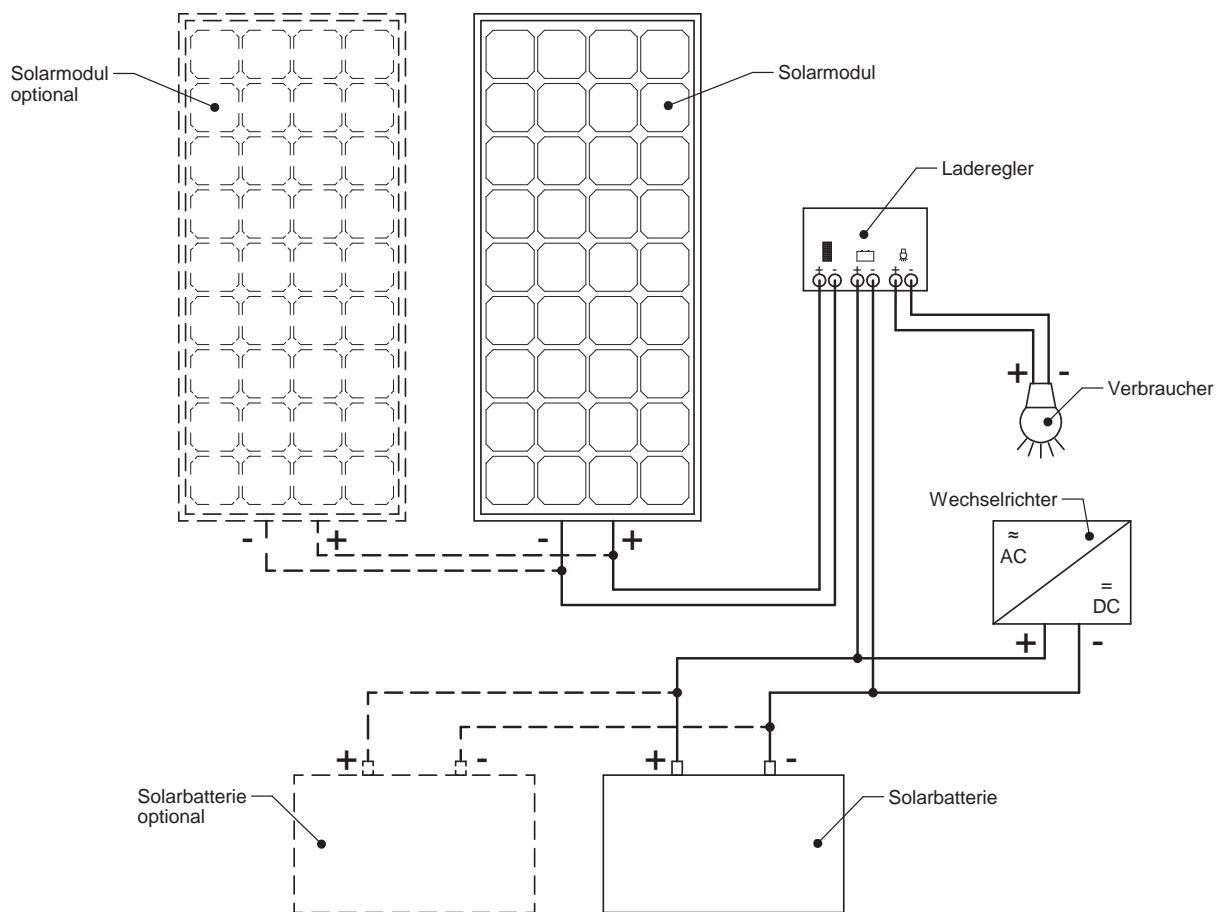 Solarmodul
optional
Solarmodul
Laderegler
+ - + - + -
+ -
Verbraucher
Wechselrichter
≈
AC
=
DC
- +
- +
+ -
+ -
+ -
Solarbatterie
optional
Solarbatterie